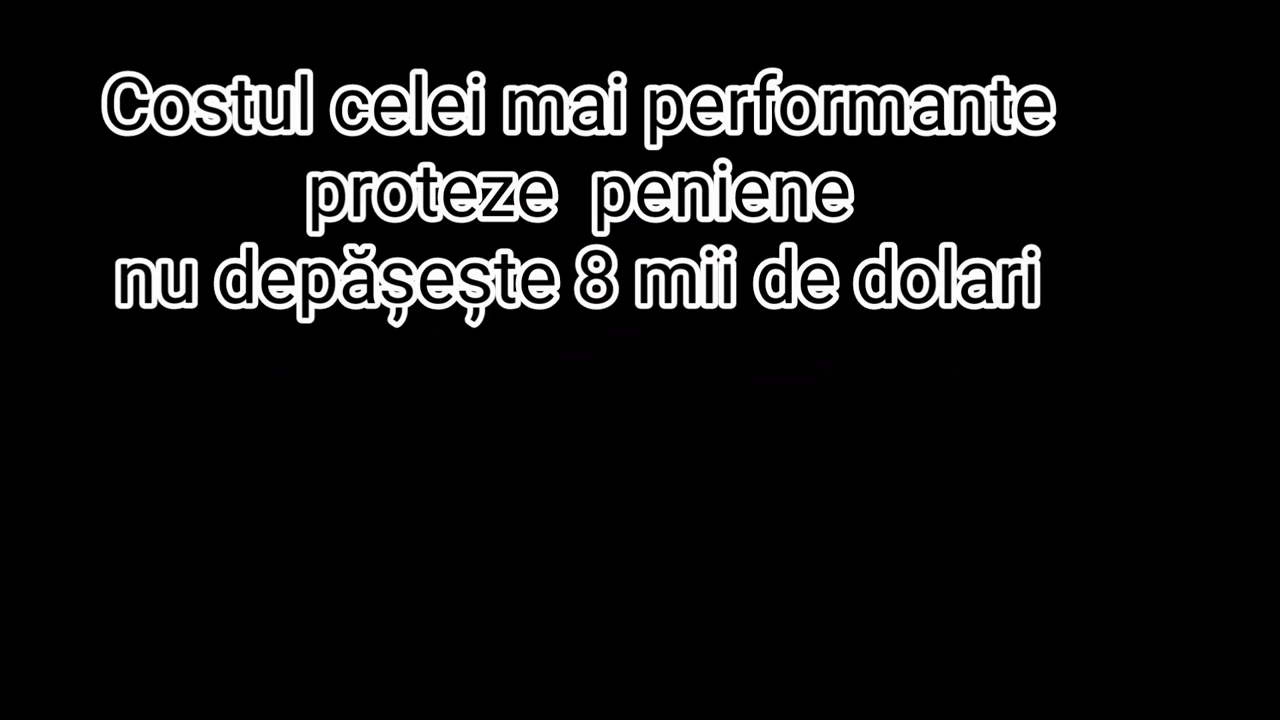 Costul celei mai performante
proteze peniene
nu depășește 8 mii de dolari